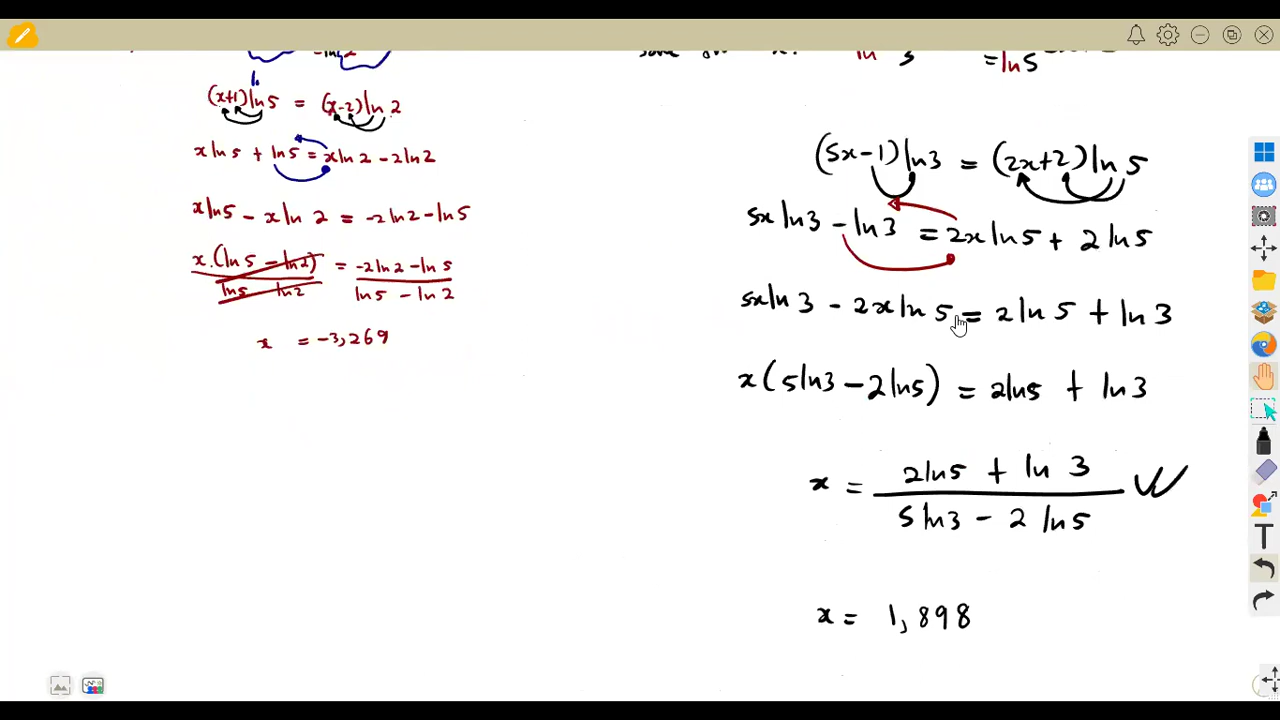 (x+1)ln5 = (x-2)ln2
xln5 + ln5 = xln2 - 2ln2
xln5 - xln2 = -2ln2 - ln5
x.(ln5 - ln2) = -2ln2 - ln5
ln5 - ln2 ln5 - ln2
x = -3,269
ln 3 = ln5
(5x-1)ln3 = (2x+2)ln5
5xln3 - ln3 = 2xln5 + 2ln5
5xln3 - 2xln5 = 2ln5 + ln3
x(5ln3 - 2ln5) = 2ln5 + ln3
x = 2ln5 + ln3
5ln3 - 2ln5
x = 1,898
T